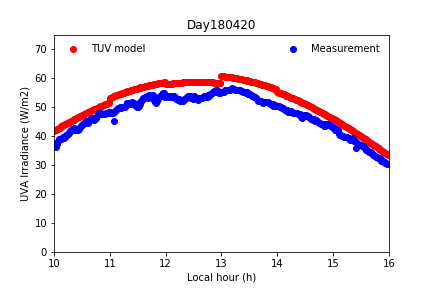 Day180420
TUV model
Measurement
UVA Irradiance (W/m2)
70
60
50
40
30
20
10
0
10 11 12 13 14 15 16
Local hour (h)